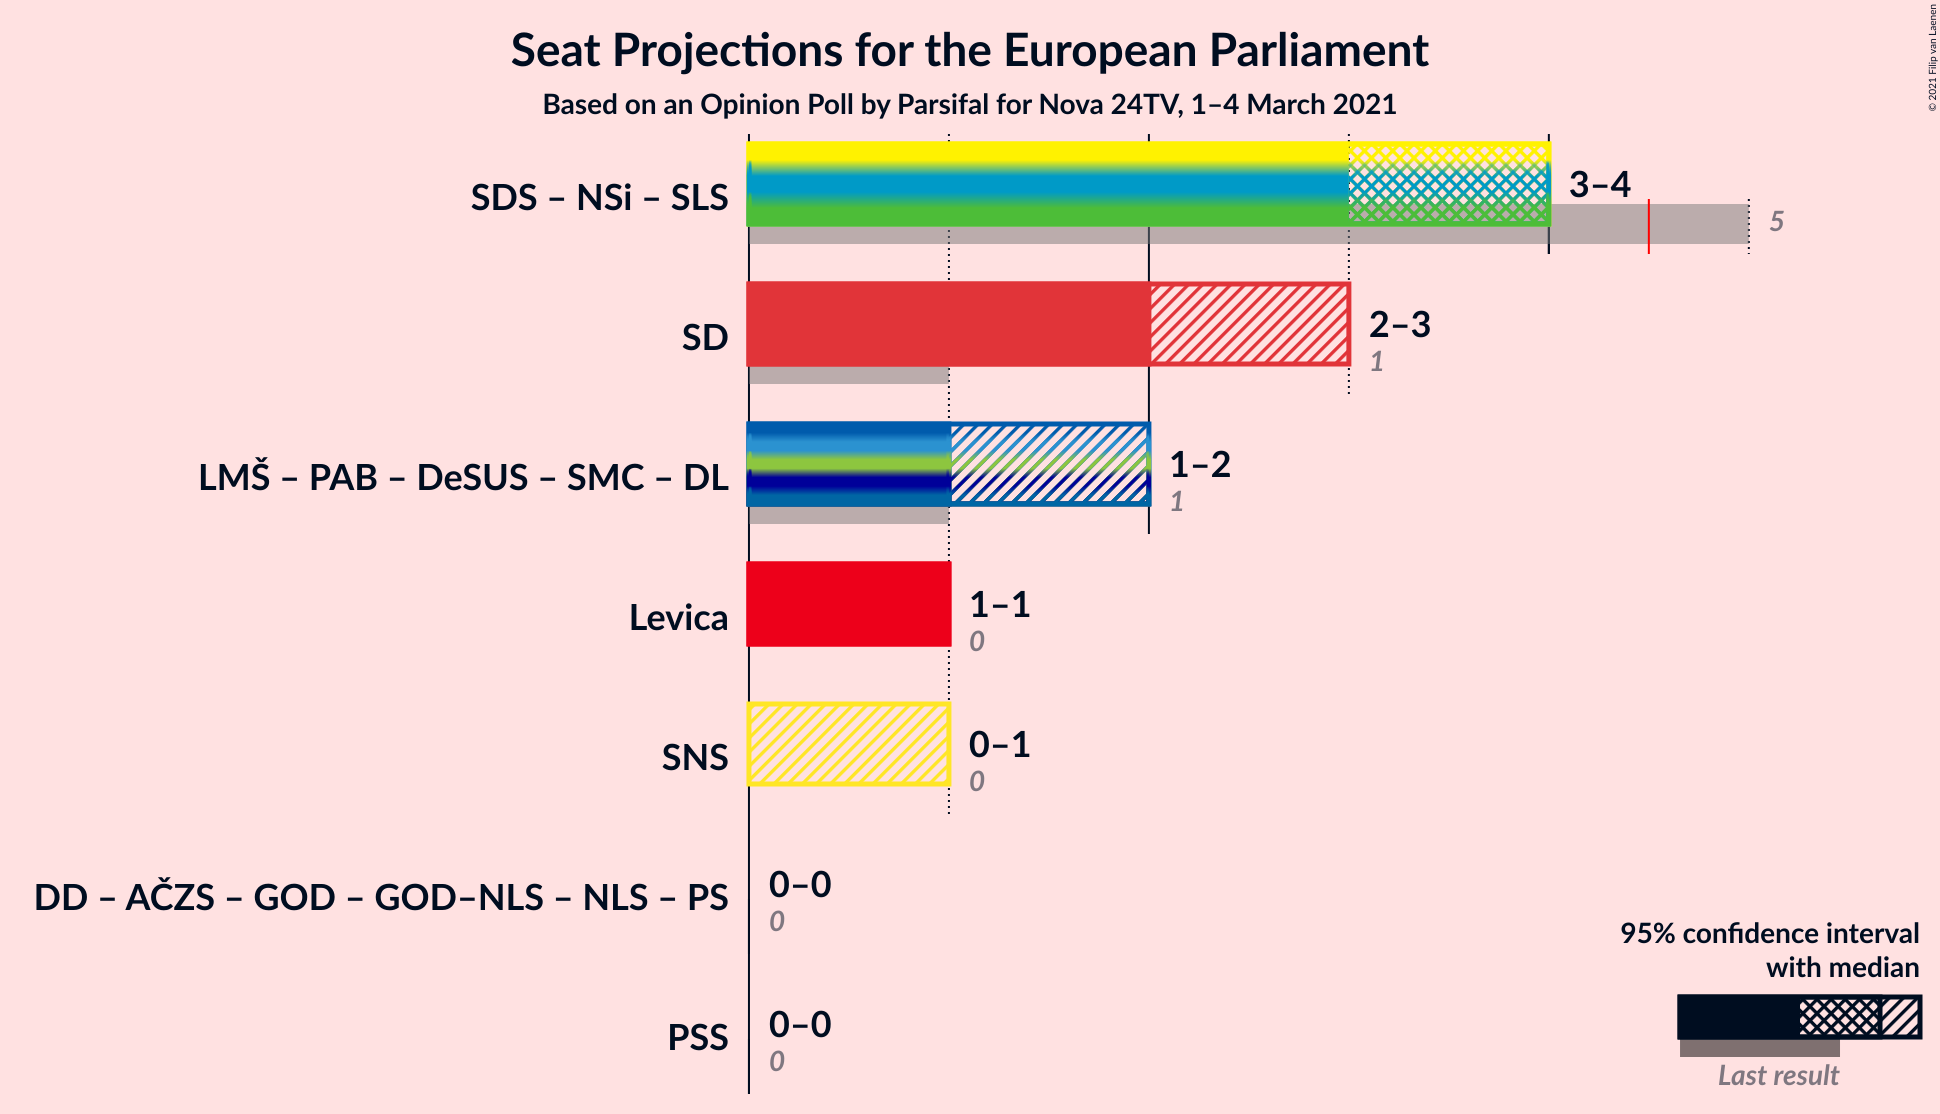 Seat Projections for the European Parliament
Based on an Opinion Poll by Parsifal for Nova 24TV, 1–4 March 2021
© 2021 Filip van Laenen
SDS – NSi – SLS
3–4
5
SD
2–3
1
LMŠ – PAB – DeSUS – SMC – DL
1–2
1
Levica
1–1
0
SNS
0–1
0
DD – AČZS – GOD – GOD–NLS – NLS – PS
0–0
0
PSS
0–0
0
95% confidence interval
with median
Last result